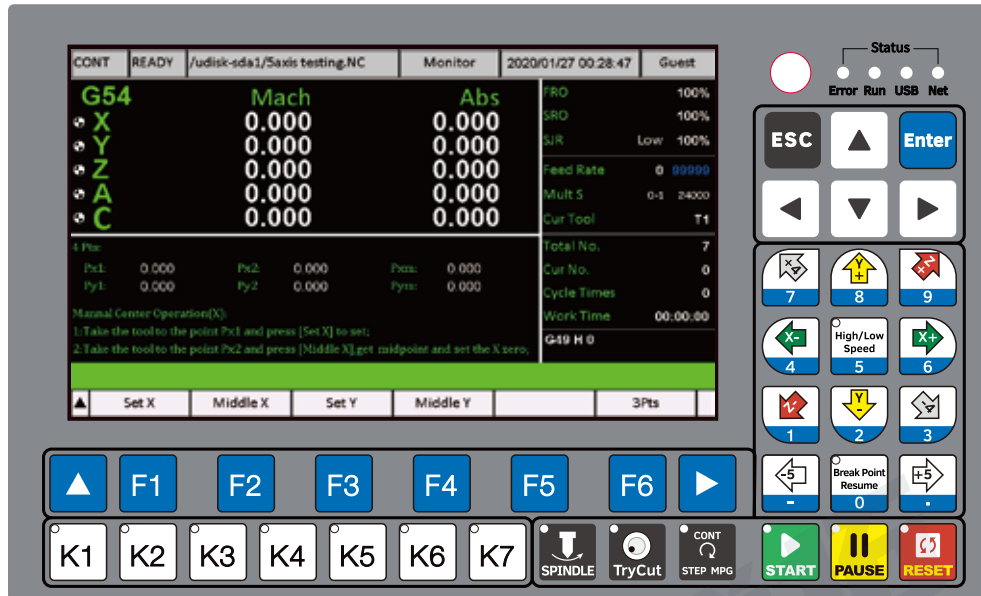 CONT READY /udisk-sda1/5axis testing.NC Monitor 2020/01/27 00:28:47 Guest
G54 Mach Abs
X 0.000 0.000
Y 0.000 0.000
Z 0.000 0.000
A 0.000 0.000
C 0.000 0.000
FRO 100%
SRO 100%
SJR Low 100%
Feed Rate 0 99999
Mult S 0-1 24000
Cur Tool T1
4 Pts:
Px1: 0.000 Px2: 0.000 Pxm: 0.000
Py1: 0.000 Py2 0.000 Pym: 0.000
Manual Center Operation(X):
1:Take the tool to the point Px1 and press [Set X] to set;
2:Take the tool to the point Px2 and press [Middle X],get midpoint and set the X zero;
Total No. 7
Cur No. 0
Cycle Times 0
Work Time 00:00:00
G49 H 0
Set X Middle X Set Y Middle Y 3Pts
Status
Error Run USB Net
ESC Enter
Y
+
7 8 9
X- High/Low Speed X+
4 5 6
Z-
Y
-
1 2 3
-5 Break Point Resume +5
- 0 .
F1 F2 F3 F4 F5 F6
K1 K2 K3 K4 K5 K6 K7
SPINDLE TryCut CONT
STEP MPG
START PAUSE RESET